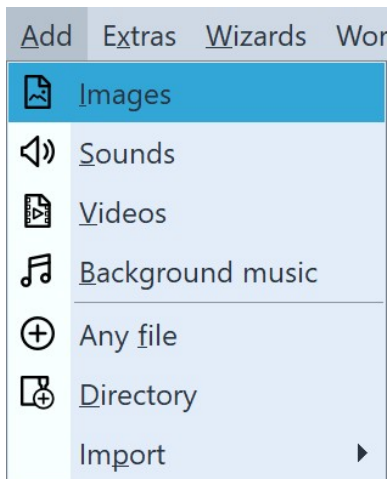 Add Extras Wizards Wor
Images
Sounds
Videos
Background music
Any file
Directory
Import